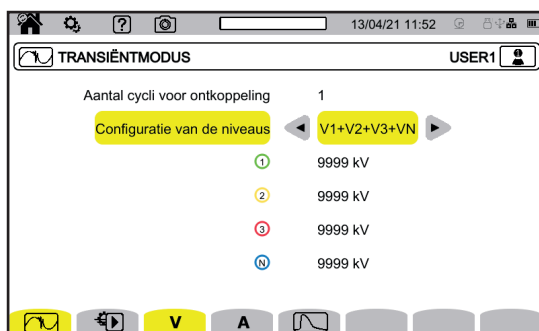 ?
13/04/21 11:52
TRANSIËNTMODUS
USER1
Aantal cycli voor ontkoppeling 1
Configuratie van de niveaus V1+V2+V3+VN
1 9999 kV
2 9999 kV
3 9999 kV
N 9999 kV
V A